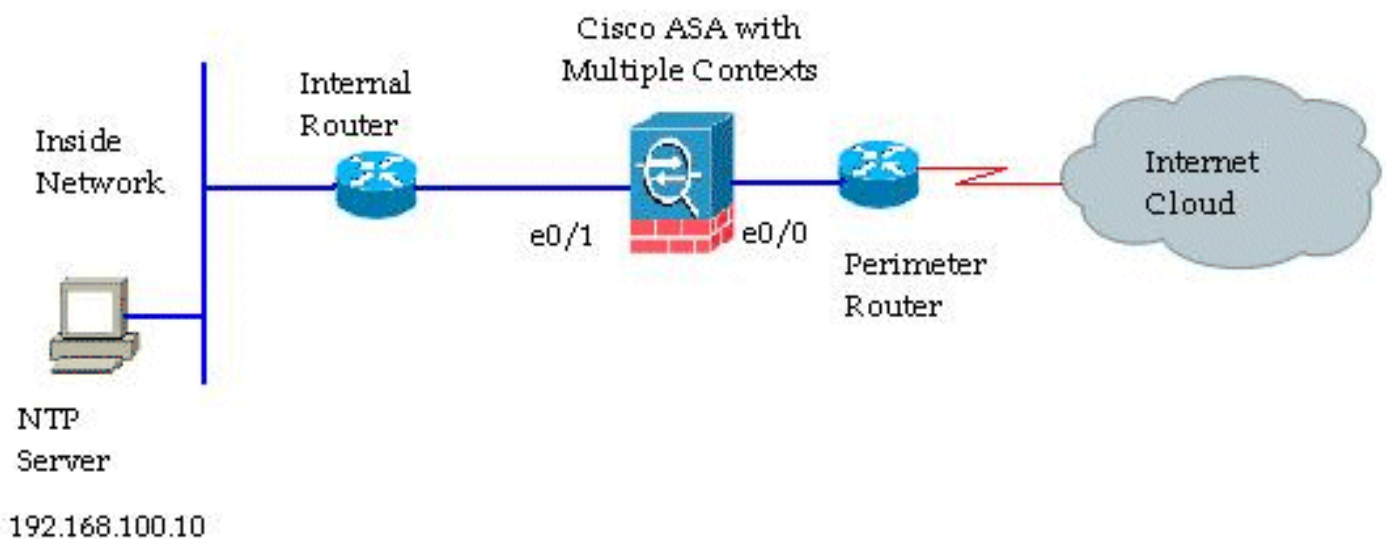 Cisco ASA with
Multiple Contexts
Internal
Router
Inside
Network
e0/1
e0/0
Perimeter
Router
Internet
Cloud
NTP
Server
192.168.100.10